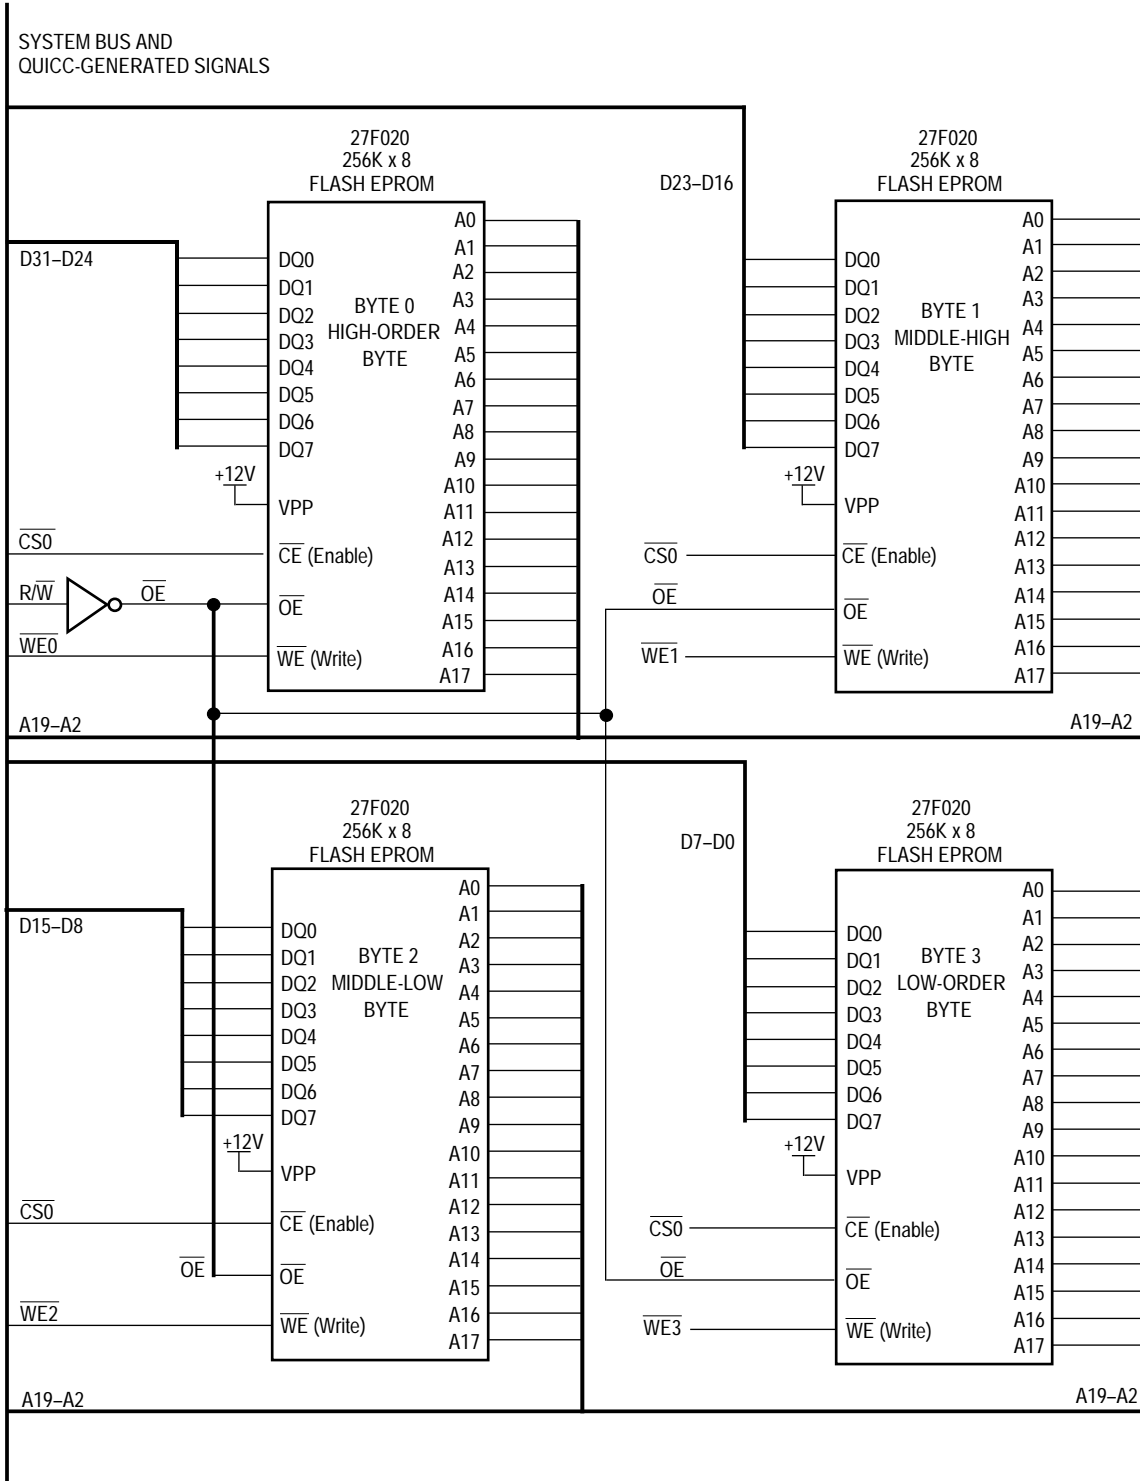 SYSTEM BUS AND
QUICC-GENERATED SIGNALS
27F020
256K x 8
FLASH EPROM
D31–D24
DQ0
DQ1
DQ2
DQ3
DQ4
DQ5
DQ6
DQ7
BYTE 0
HIGH-ORDER
BYTE
+12V
VPP
CS0
CE (Enable)
R/W
OE
OE
WE0
WE (Write)
A0
A1
A2
A3
A4
A5
A6
A7
A8
A9
A10
A11
A12
A13
A14
A15
A16
A17
A19–A2
27F020
256K x 8
FLASH EPROM
D23–D16
DQ0
DQ1
DQ2
DQ3
DQ4
DQ5
DQ6
DQ7
BYTE 1
MIDDLE-HIGH
BYTE
+12V
VPP
CS0
CE (Enable)
OE
OE
WE1
WE (Write)
A0
A1
A2
A3
A4
A5
A6
A7
A8
A9
A10
A11
A12
A13
A14
A15
A16
A17
A19–A2
27F020
256K x 8
FLASH EPROM
D15–D8
DQ0
DQ1
DQ2
DQ3
DQ4
DQ5
DQ6
DQ7
BYTE 2
MIDDLE-LOW
BYTE
+12V
VPP
CS0
CE (Enable)
OE
OE
WE2
WE (Write)
A0
A1
A2
A3
A4
A5
A6
A7
A8
A9
A10
A11
A12
A13
A14
A15
A16
A17
A19–A2
27F020
256K x 8
FLASH EPROM
D7–D0
DQ0
DQ1
DQ2
DQ3
DQ4
DQ5
DQ6
DQ7
BYTE 3
LOW-ORDER
BYTE
+12V
VPP
CS0
CE (Enable)
OE
OE
WE3
WE (Write)
A0
A1
A2
A3
A4
A5
A6
A7
A8
A9
A10
A11
A12
A13
A14
A15
A16
A17
A19–A2